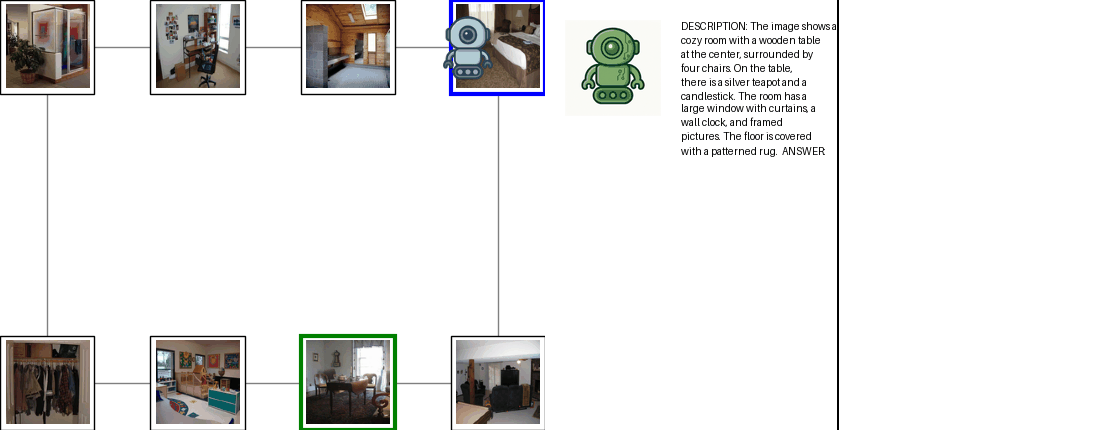 DESCRIPTION: The image shows a
cozy room with a wooden table
at the center, surrounded by
four chairs. On the table,
there is a silver teapot and a
candlestick. The room has a
large window with curtains, a
wall clock, and framed
pictures. The floor is covered
with a patterned rug.  ANSWER: